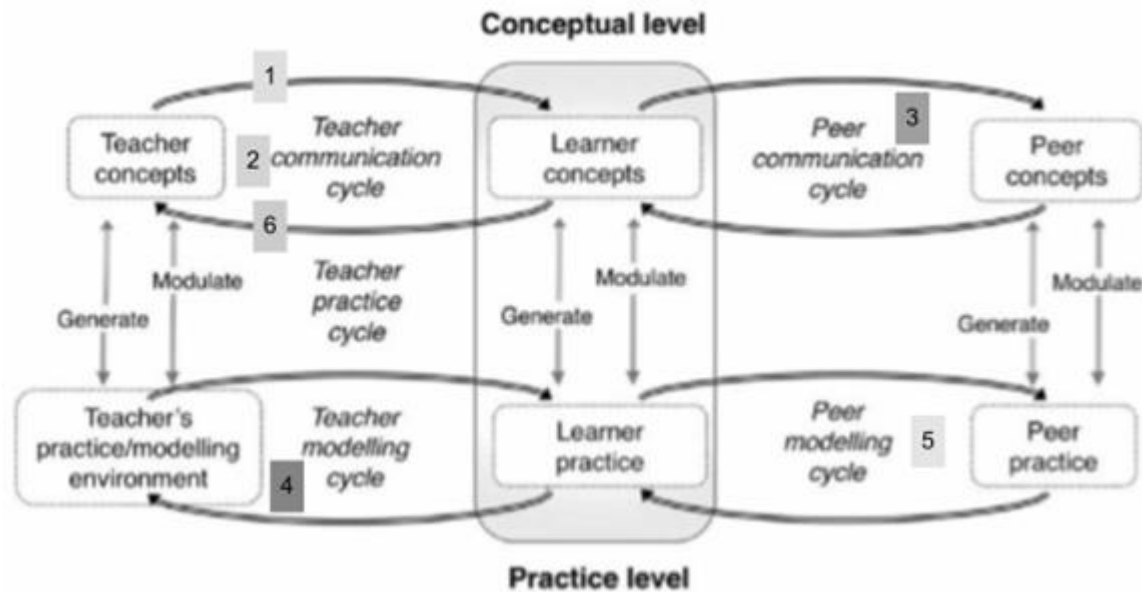 Conceptual level
1
Teacher
concepts
2
Teacher
communication
cycle
Learner
concepts
3
Peer
communication
cycle
Peer
concepts
6
Generate
Modulate
Teacher
practice
cycle
Generate
Modulate
Generate
Modulate
Teacher's
practice/modelling
environment
4
Teacher
modelling
cycle
Learner
practice
Peer
modelling
cycle
5
Peer
practice
Practice level